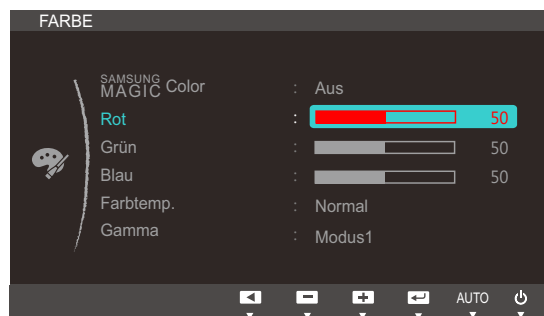 FARBE
SAMSUNG MAGIC Color : Aus
Rot : 50
Grün : 50
Blau : 50
Farbtemp. : Normal
Gamma : Modus1
AUTO